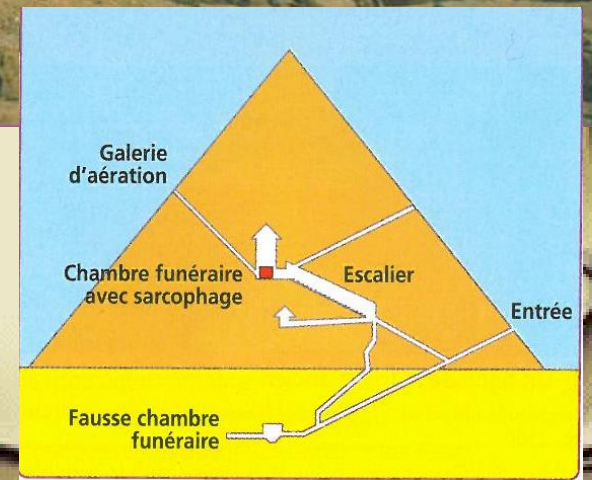 Galerie
d'aération
Chambre funéraire
avec sarcophage
Escalier
Entrée
Fausse chambre
funéraire